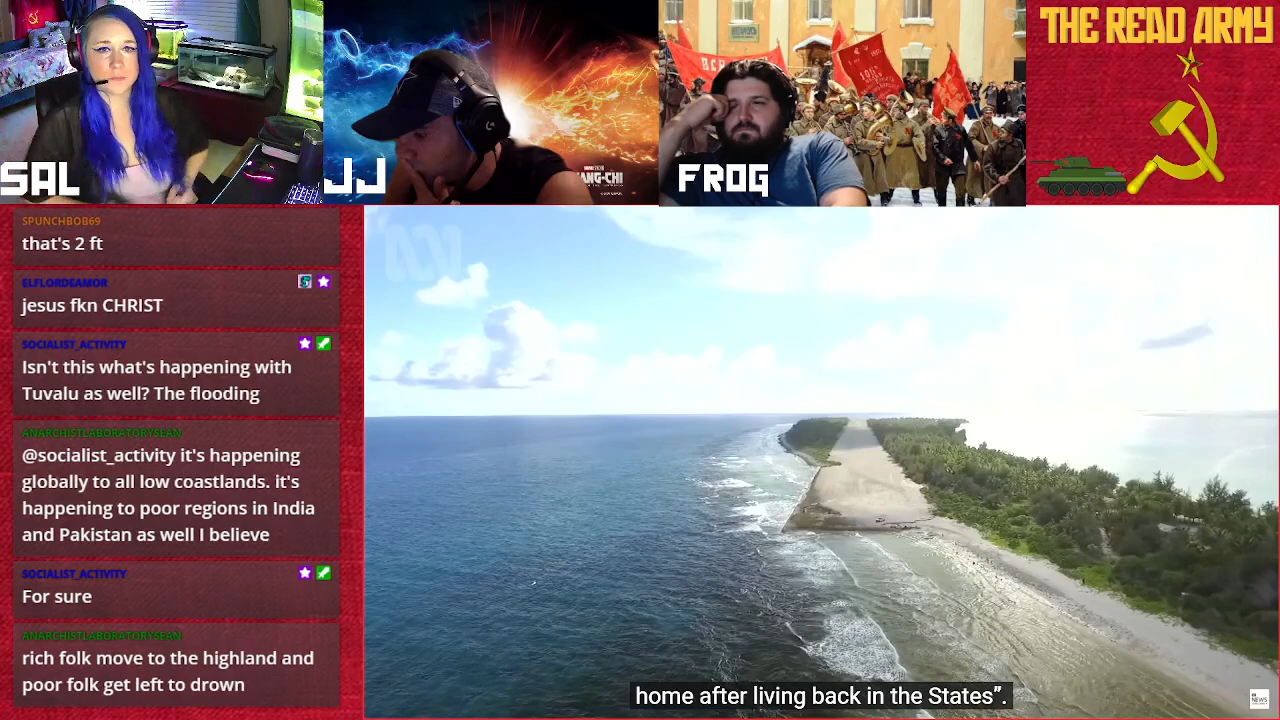 THE READ ARMY
SAL
JJ
ANG-CHI
FROG
SPUNCHBOB69
that's 2 ft
ELFLORDEAMOR
jesus fkn CHRIST
SOCIALIST_ACTIVITY
Isn't this what's happening with
Tuvalu as well? The flooding
ANARCHISTLABORATORYSEAN
@socialist_activity it's happening
globally to all low coastlands. it's
happening to poor regions in India
and Pakistan as well I believe
SOCIALIST_ACTIVITY
For sure
ANARCHISTLABORATORYSEAN
rich folk move to the highland and
poor folk get left to drown
home after living back in the States”.
NEWS